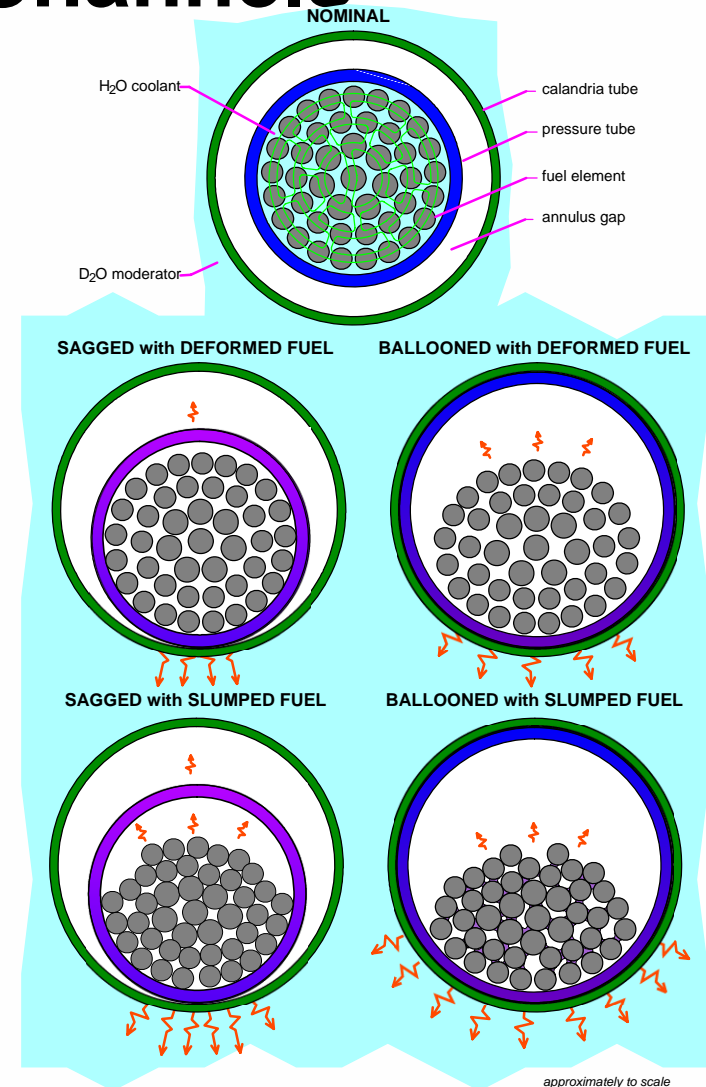 NOMINAL
H₂O coolant
calandria tube
pressure tube
fuel element
annulus gap
D₂O moderator
SAGGED with DEFORMED FUEL
BALLOONED with DEFORMED FUEL
SAGGED with SLUMPED FUEL
BALLOONED with SLUMPED FUEL
approximately to scale